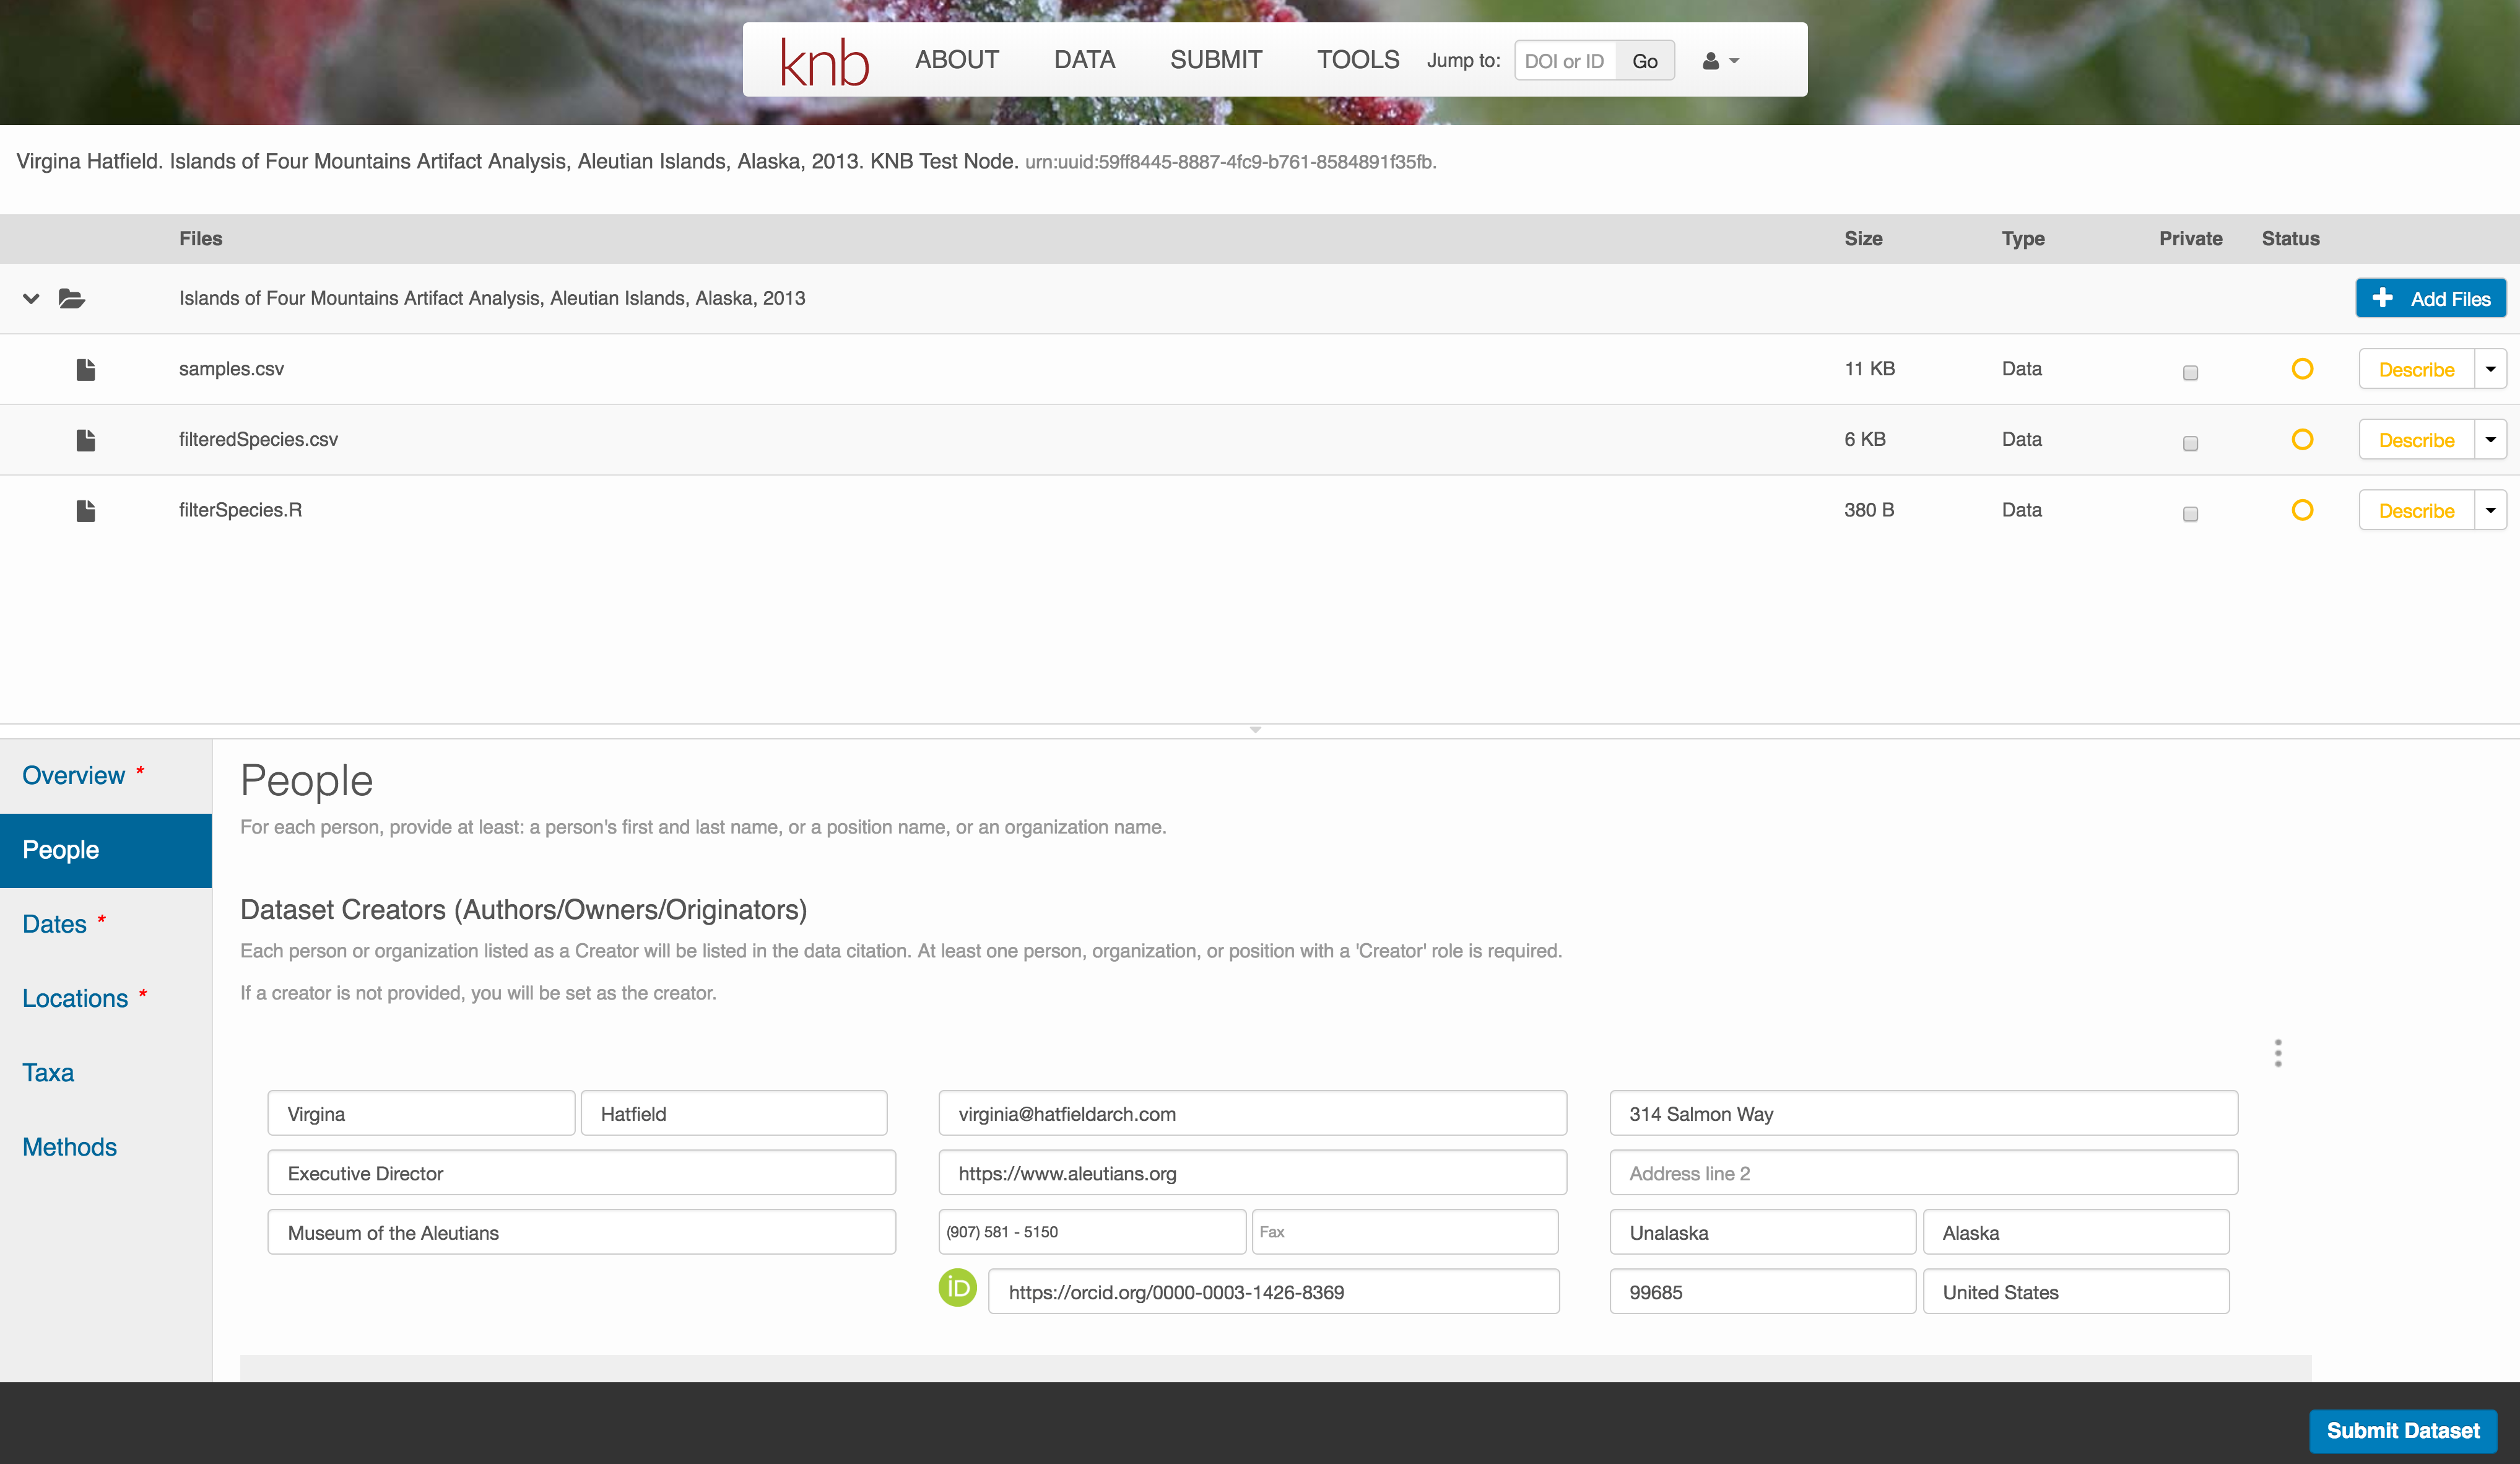 knb ABOUT DATA SUBMIT TOOLS Jump to: DOI or ID Go
Virgina Hatfield. Islands of Four Mountains Artifact Analysis, Aleutian Islands, Alaska, 2013. KNB Test Node. urn:uuid:59ff8445-8887-4fc9-b761-8584891f35fb.
Files Size Type Private Status
Islands of Four Mountains Artifact Analysis, Aleutian Islands, Alaska, 2013 Add Files
samples.csv 11 KB Data Describe
filteredSpecies.csv 6 KB Data Describe
filterSpecies.R 380 B Data Describe
Overview *
People
Dates *
Locations *
Taxa
Methods
People
For each person, provide at least: a person's first and last name, or a position name, or an organization name.
Dataset Creators (Authors/Owners/Originators)
Each person or organization listed as a Creator will be listed in the data citation. At least one person, organization, or position with a 'Creator' role is required.
If a creator is not provided, you will be set as the creator.
Virgina Hatfield virginia@hatfieldarch.com 314 Salmon Way
Executive Director https://www.aleutians.org Address line 2
Museum of the Aleutians (907) 581 - 5150 Fax Unalaska Alaska
iD https://orcid.org/0000-0003-1426-8369 99685 United States
Submit Dataset